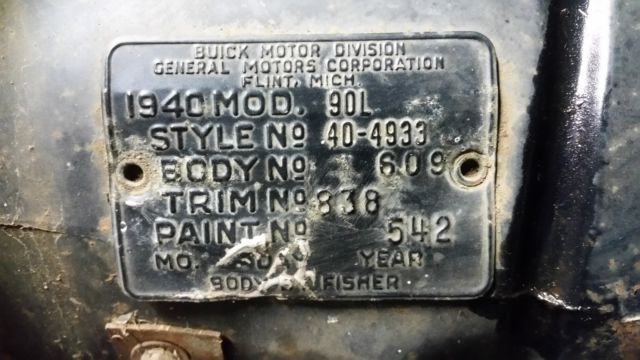 BUICK MOTOR DIVISION
GENERAL MOTORS CORPORATION
FLINT, MICH.
1940 MOD. 90L
STYLE Nº 40-4933
BODY Nº 609
TRIM Nº 838
PAINT Nº 542
MO. YEAR
BODY FISHER